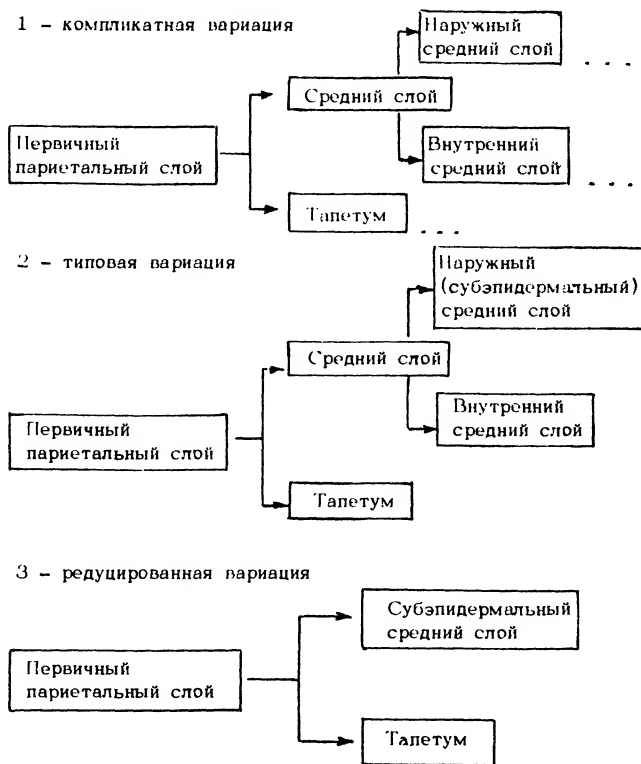 1 - компликатная вариация
Наружный
средний слой
. . .
Средний слой
Первичный
париетальный слой
Внутренний
средний слой
. . .
Тапетум
. . .
2 - типовая вариация
Наружный
(субэпидермальный)
средний слой
Средний слой
Первичный
париетальный слой
Внутренний
средний слой
Тапетум
3 - редуцированная вариация
Субэпидермальный
средний слой
Первичный
париетальный слой
Тапетум